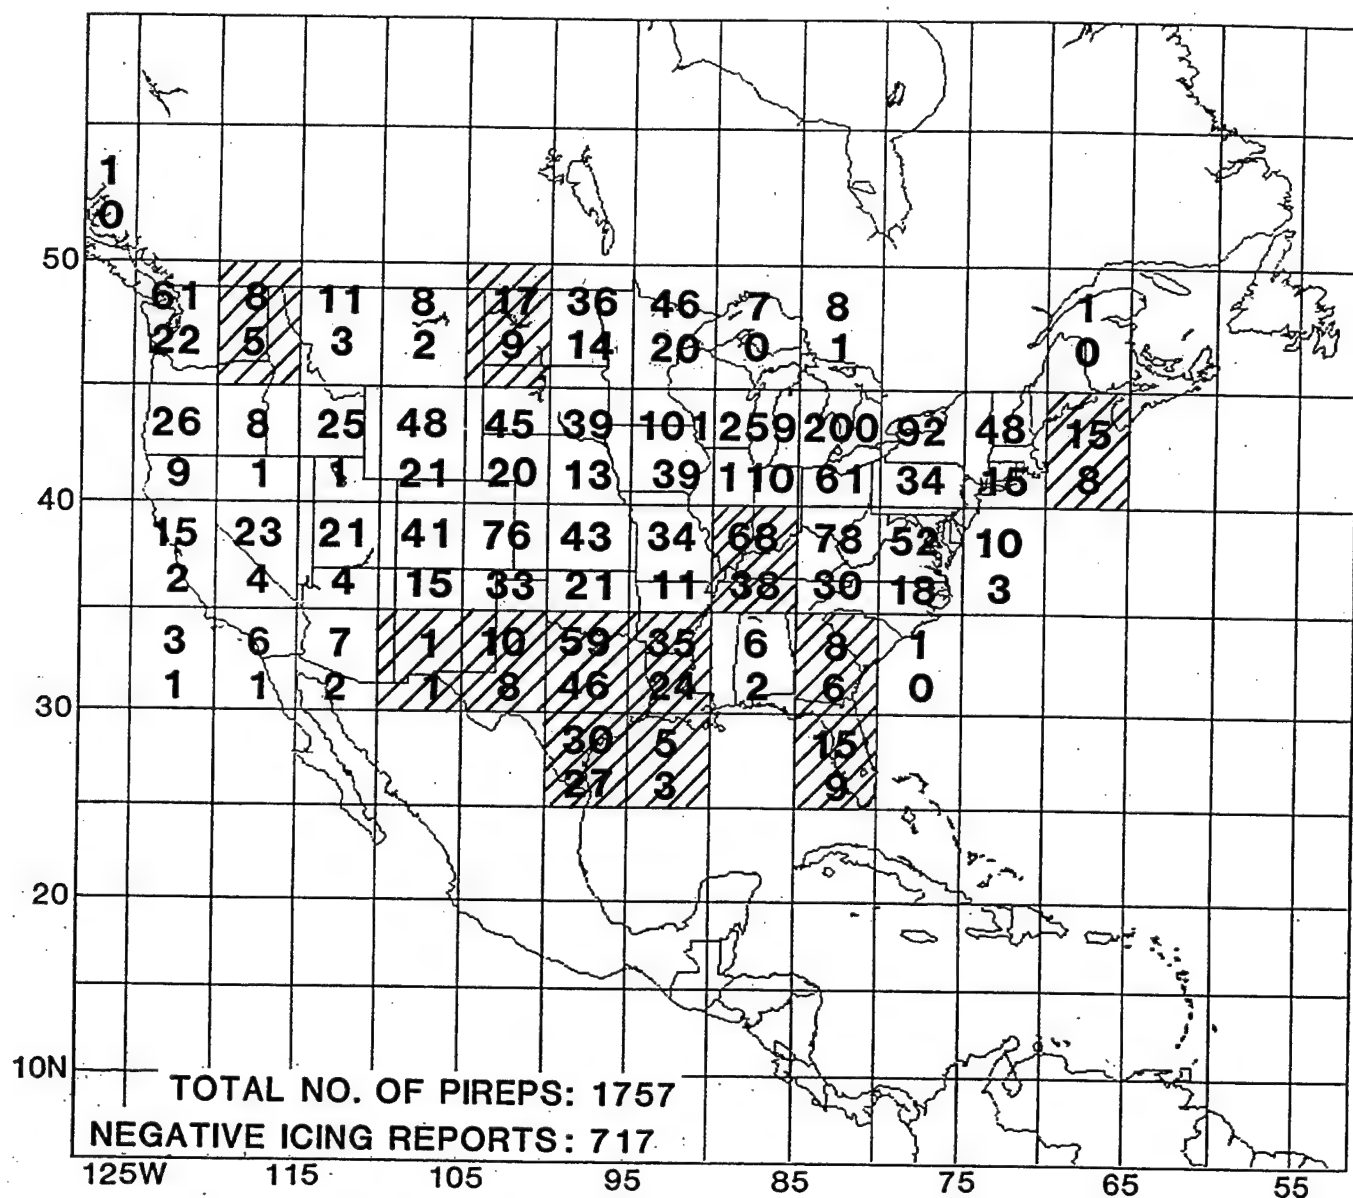 1
0
50
61 8 11 8 17 36 46 7 8 1
22 5 3 2 9 14 20 0 1 0
26 8 25 48 45 39 101 259 200 92 48 15
9 1 1 21 20 13 39 110 61 34 15 8
40
15 23 21 41 76 43 34 68 78 52 10
2 4 4 15 33 21 11 38 30 18 3
3 6 7 1 10 59 35 6 8 1
1 1 2 1 8 46 24 2 6 0
30
30 5 15
27 3 9
20
10N
TOTAL NO. OF PIREPS: 1757
NEGATIVE ICING REPORTS: 717
125W 115 105 95 85 75 65 55